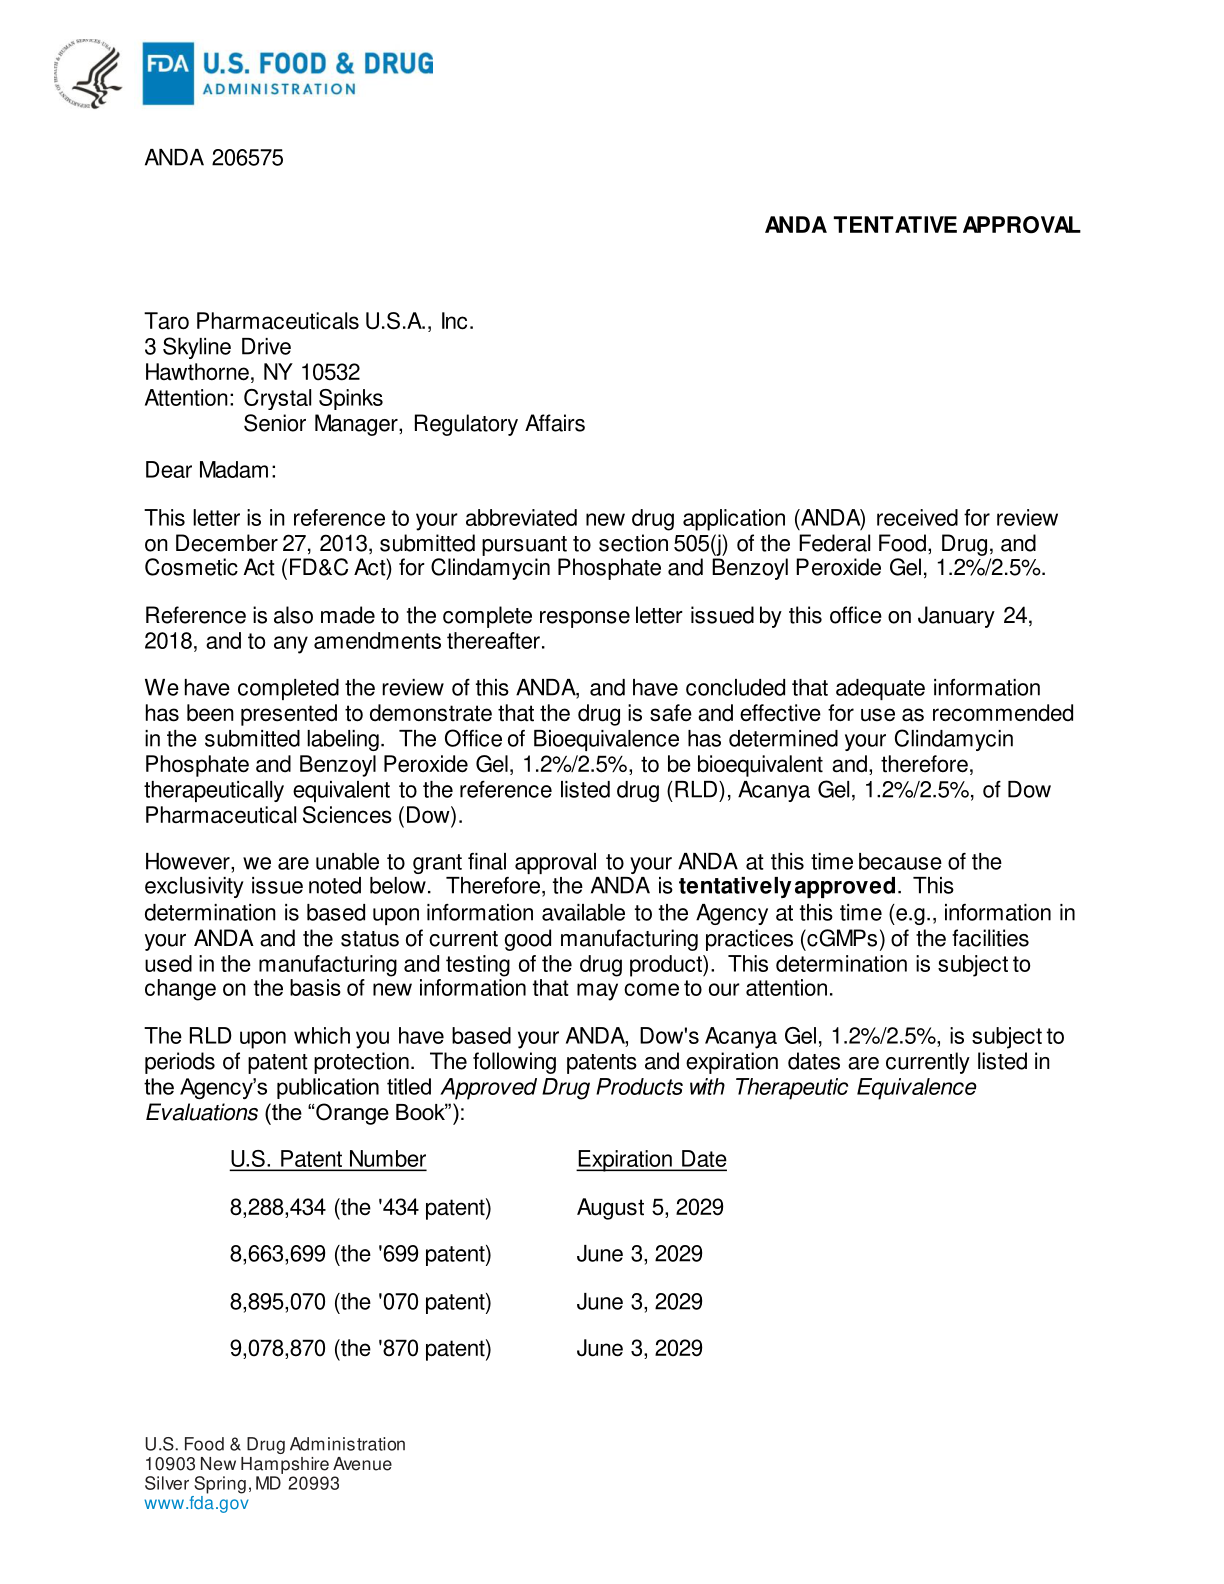 FDA U.S. FOOD & DRUG
ADMINISTRATION
ANDA 206575
ANDA TENTATIVE APPROVAL
Taro Pharmaceuticals U.S.A., Inc.
3 Skyline Drive
Hawthorne, NY 10532
Attention: Crystal Spinks
Senior Manager, Regulatory Affairs
Dear Madam:
This letter is in reference to your abbreviated new drug application (ANDA) received for review
on December 27, 2013, submitted pursuant to section 505(j) of the Federal Food, Drug, and
Cosmetic Act (FD&C Act) for Clindamycin Phosphate and Benzoyl Peroxide Gel, 1.2%/2.5%.
Reference is also made to the complete response letter issued by this office on January 24,
2018, and to any amendments thereafter.
We have completed the review of this ANDA, and have concluded that adequate information
has been presented to demonstrate that the drug is safe and effective for use as recommended
in the submitted labeling. The Office of Bioequivalence has determined your Clindamycin
Phosphate and Benzoyl Peroxide Gel, 1.2%/2.5%, to be bioequivalent and, therefore,
therapeutically equivalent to the reference listed drug (RLD), Acanya Gel, 1.2%/2.5%, of Dow
Pharmaceutical Sciences (Dow).
However, we are unable to grant final approval to your ANDA at this time because of the
exclusivity issue noted below. Therefore, the ANDA is tentatively approved. This
determination is based upon information available to the Agency at this time (e.g., information in
your ANDA and the status of current good manufacturing practices (cGMPs) of the facilities
used in the manufacturing and testing of the drug product). This determination is subject to
change on the basis of new information that may come to our attention.
The RLD upon which you have based your ANDA, Dow's Acanya Gel, 1.2%/2.5%, is subject to
periods of patent protection. The following patents and expiration dates are currently listed in
the Agency’s publication titled Approved Drug Products with Therapeutic Equivalence
Evaluations (the “Orange Book”):
U.S. Patent Number Expiration Date
8,288,434 (the '434 patent) August 5, 2029
8,663,699 (the '699 patent) June 3, 2029
8,895,070 (the '070 patent) June 3, 2029
9,078,870 (the '870 patent) June 3, 2029
U.S. Food & Drug Administration
10903 New Hampshire Avenue
Silver Spring, MD 20993
www.fda.gov